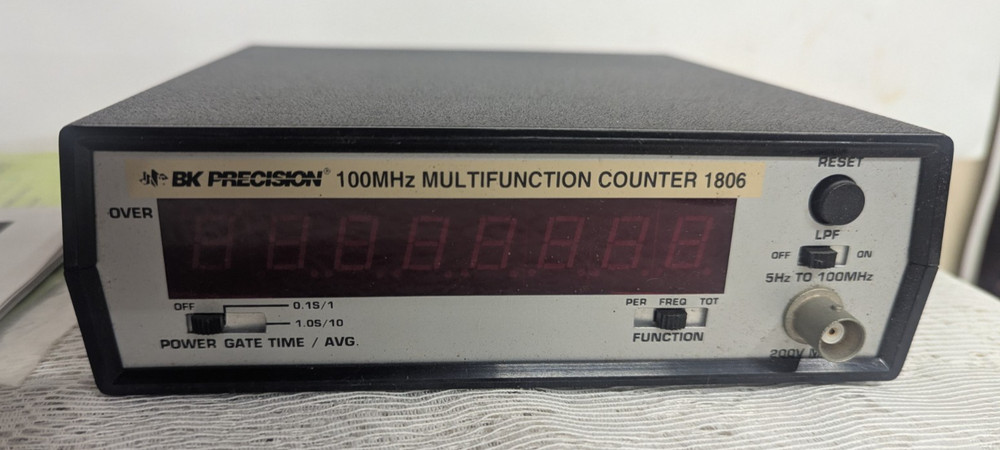 BK PRECISION® 100MHz MULTIFUNCTION COUNTER 1806
OVER
RESET
LPF
OFF ON
5Hz TO 100MHz
OFF 0.1S/1
1.0S/10
POWER GATE TIME / AVG.
PER FREQ TOT
FUNCTION
200V